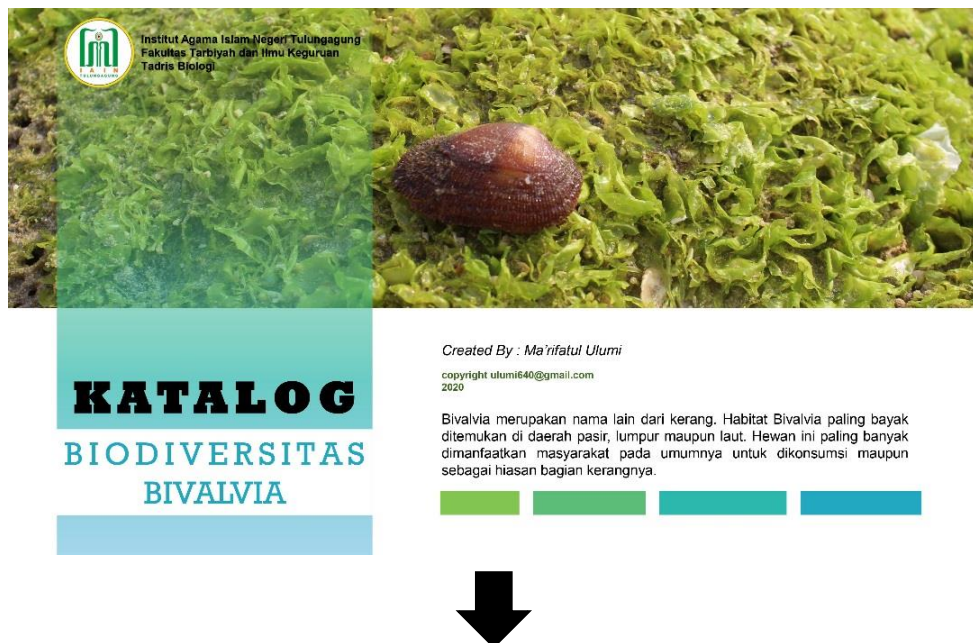 Institut Agama Islam Negeri Tulungagung
Fakultas Tarbiyah dan Ilmu Keguruan
Tadris Biologi
IAIN
TULUNGAGUNG
KATALOG
BIODIVERSITAS
BIVALVIA
Created By : Ma'rifatul Ulumi
copyright ulumi640@gmail.com
2020
Bivalvia merupakan nama lain dari kerang. Habitat Bivalvia paling bayak
ditemukan di daerah pasir, lumpur maupun laut. Hewan ini paling banyak
dimanfaatkan masyarakat pada umumnya untuk dikonsumsi maupun
sebagai hiasan bagian kerangnya.